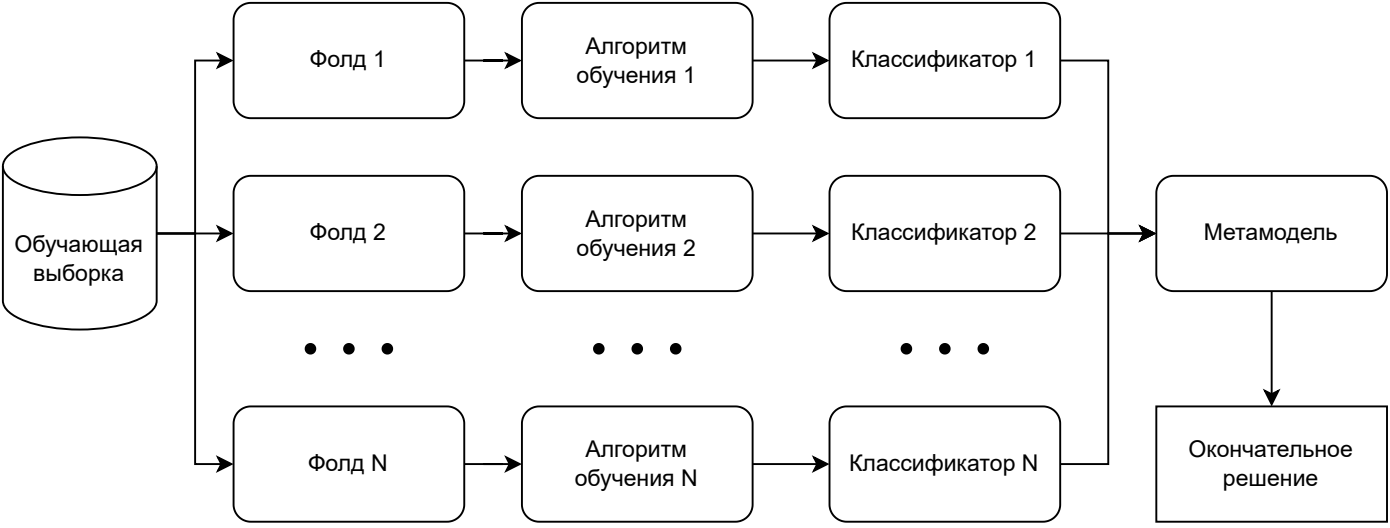 Фолд 1
Алгоритм
обучения 1
Классификатор 1
Обучающая
выборка
Фолд 2
Алгоритм
обучения 2
Классификатор 2
Метамодель
Фолд N
Алгоритм
обучения N
Классификатор N
Окончательное
решение